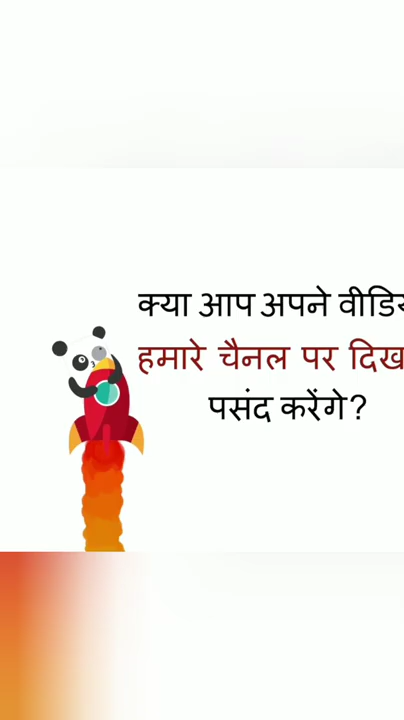 क्या आप अपने
हमारे चैनल पर
पसंद करेंगे?